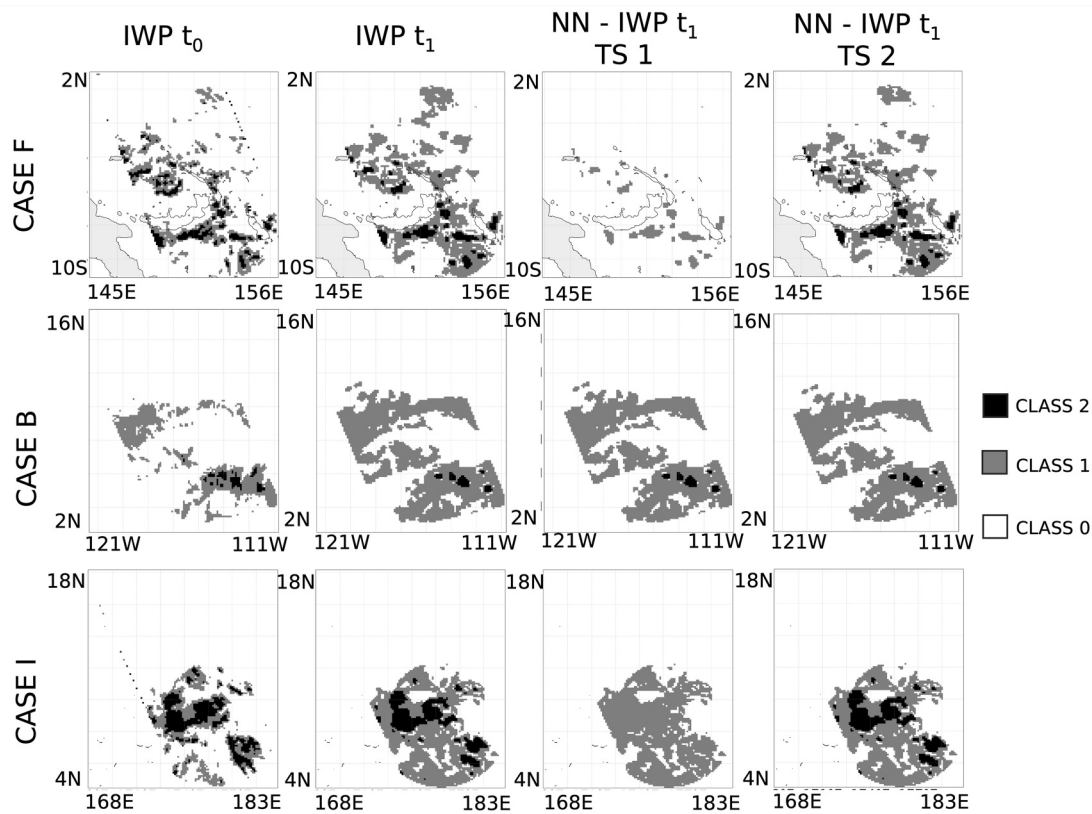 IWP t₀
IWP t₁
NN - IWP t₁
TS 1
NN - IWP t₁
TS 2
CASE F
2N
10S
145E
156E
2N
10S
145E
156E
2N
10S
145E
156E
2N
10S
145E
156E
CASE B
16N
2N
121W
111W
16N
2N
121W
111W
16N
2N
121W
111W
16N
2N
121W
111W
CLASS 2
CLASS 1
CLASS 0
CASE I
18N
4N
168E
183E
18N
4N
168E
183E
18N
4N
168E
183E
18N
4N
168E
183E